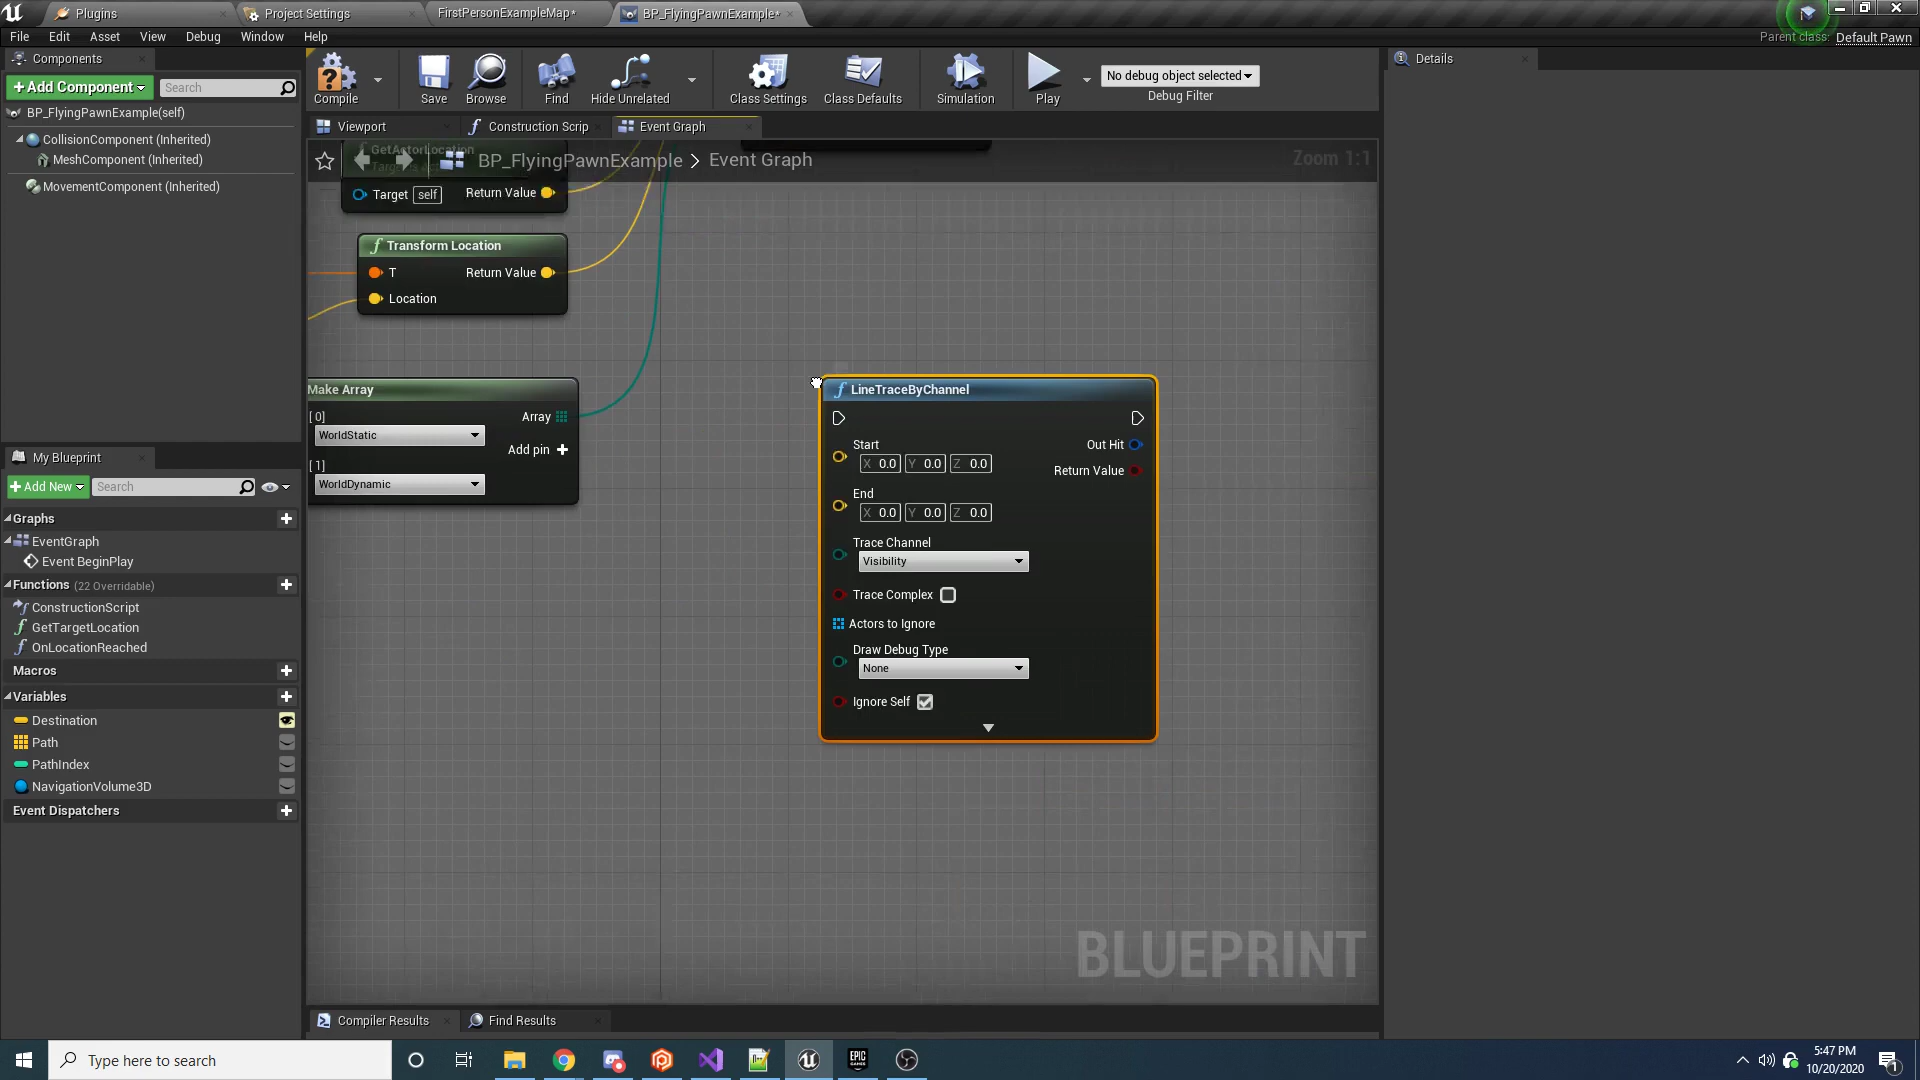 Plugins
Project Settings
FirstPersonExampleMap*
BP_FlyingPawnExample*
File Edit Asset View Debug Window Help
Parent class: Default Pawn
Components
Add Component
Search
BP_FlyingPawnExample(self)
CollisionComponent (Inherited)
MeshComponent (Inherited)
MovementComponent (Inherited)
Compile
Save
Browse
Find
Hide Unrelated
Class Settings
Class Defaults
Simulation
Play
No debug object selected
Debug Filter
Details
Viewport
Construction Scrip
Event Graph
GetActorLocation
BP_FlyingPawnExample > Event Graph
Zoom 1:1
Target self
Return Value
f Transform Location
T
Return Value
Location
Make Array
[0]
WorldStatic
Array
Add pin +
[1]
WorldDynamic
f LineTraceByChannel
Start
X 0.0 Y 0.0 Z 0.0
Out Hit
Return Value
End
X 0.0 Y 0.0 Z 0.0
Trace Channel
Visibility
Trace Complex
Actors to Ignore
Draw Debug Type
None
Ignore Self
BLUEPRINT
My Blueprint
Add New
Search
Graphs
EventGraph
Event BeginPlay
Functions (22 Overridable)
ConstructionScript
GetTargetLocation
OnLocationReached
Macros
Variables
Destination
Path
PathIndex
NavigationVolume3D
Event Dispatchers
Compiler Results
Find Results
Type here to search
EPIC
GAMES
5:47 PM
10/20/2020
1